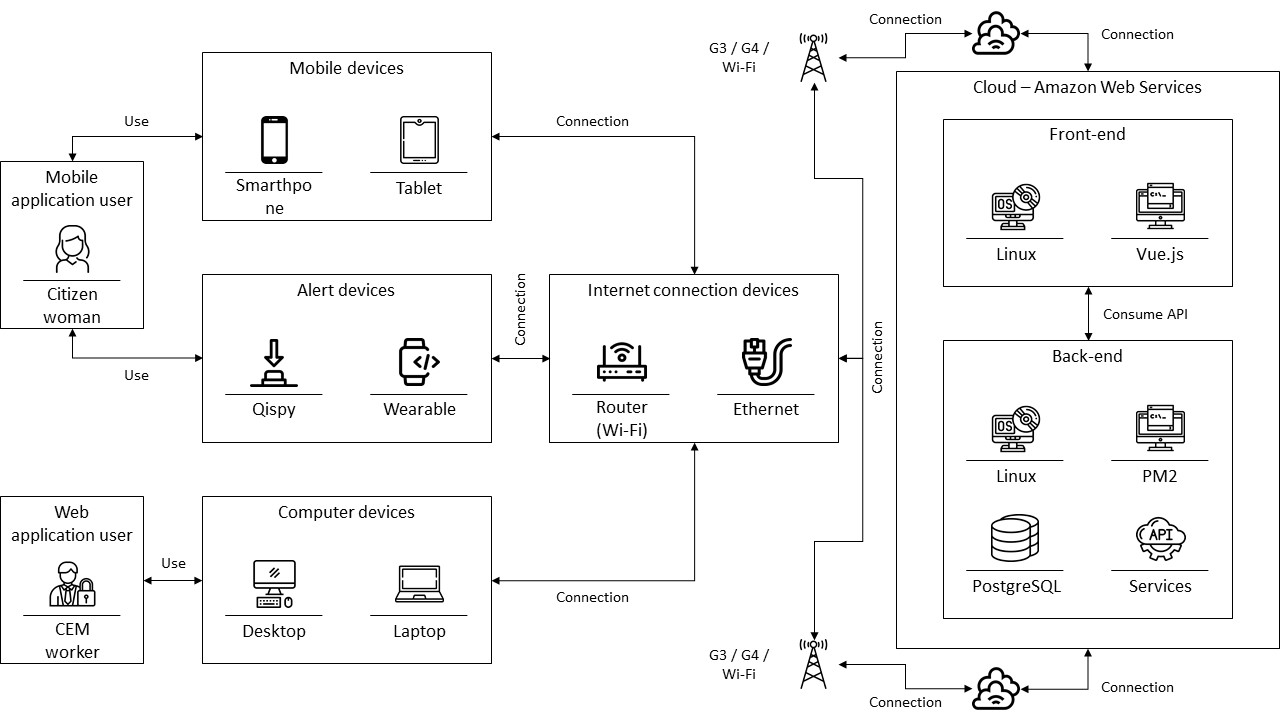 Mobile
application user
Citizen
woman
Use
Use
Mobile devices
Smarthpo
ne
Tablet
Alert devices
Qispy
Wearable
Web
application user
CEM
worker
Use
Computer devices
Desktop
Laptop
Connection
Connection
Connection
Internet connection devices
Router
(Wi-Fi)
Ethernet
G3 / G4 /
Wi-Fi
Connection
Connection
Connection
G3 / G4 /
Wi-Fi
Connection
Connection
Cloud – Amazon Web Services
Front-end
OS
Linux
C:\_
Vue.js
Consume API
Back-end
OS
Linux
C:\_
PM2
PostgreSQL
API
Services